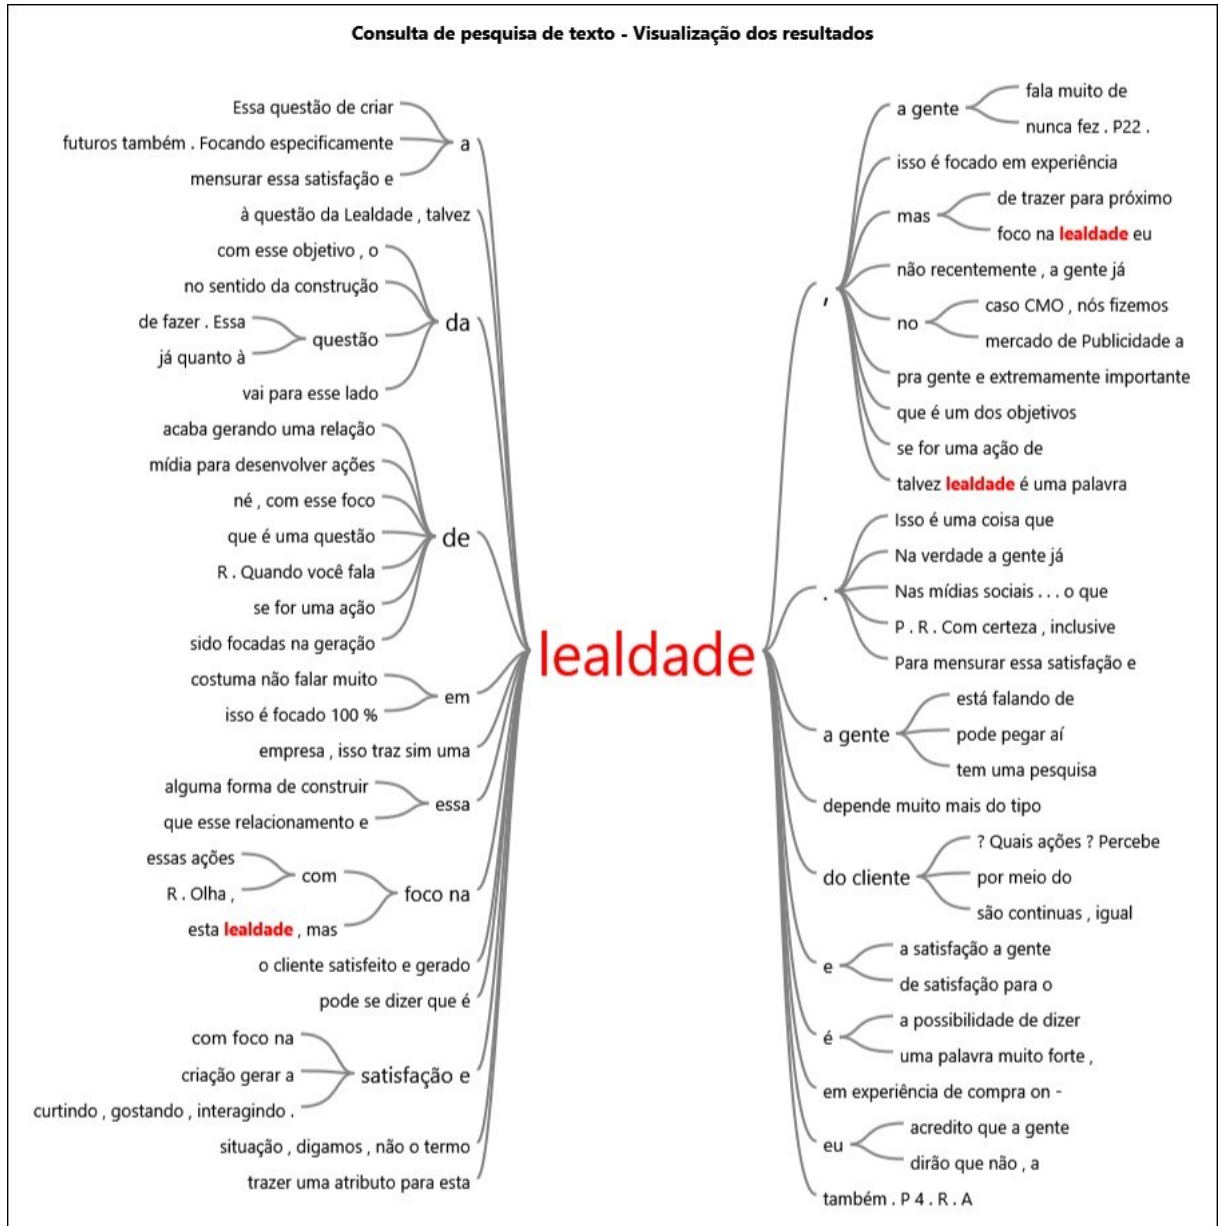 Consulta de pesquisa de texto - Visualização dos resultados
Essa questão de criar
futuros também . Focando especificamente
a
mensurar essa satisfação e
à questão da Lealdade , talvez
com esse objetivo , o
no sentido da construção
da
de fazer . Essa
questão
já quanto à
vai para esse lado
acaba gerando uma relação
mídia para desenvolver ações
né , com esse foco
que é uma questão
de
R . Quando você fala
se for uma ação
sido focadas na geração
costuma não falar muito
em
isso é focado 100 %
empresa , isso traz sim uma
alguma forma de construir
essa
que esse relacionamento e
essas ações
com
R . Olha ,
foco na
esta lealdade , mas
o cliente satisfeito e gerado
pode se dizer que é
com foco na
criação gerar a
satisfação e
curtindo , gostando , interagindo .
situação , digamos , não o termo
trazer uma atributo para esta
lealdade
,
a gente
fala muito de
nunca fez . P22 .
isso é focado em experiência
mas
de trazer para próximo
foco na lealdade eu
não recentemente , a gente já
no
caso CMO , nós fizemos
mercado de Publicidade a
pra gente e extremamente importante
que é um dos objetivos
se for uma ação de
talvez lealdade é uma palavra
.
Isso é uma coisa que
Na verdade a gente já
Nas mídias sociais . . . o que
P . R . Com certeza , inclusive
Para mensurar essa satisfação e
a gente
está falando de
pode pegar aí
tem uma pesquisa
depende muito mais do tipo
do cliente
? Quais ações ? Percebe
por meio do
são continuas , igual
e
a satisfação a gente
de satisfação para o
é
a possibilidade de dizer
uma palavra muito forte ,
em experiência de compra on -
eu
acredito que a gente
dirão que não , a
também . P 4 . R . A